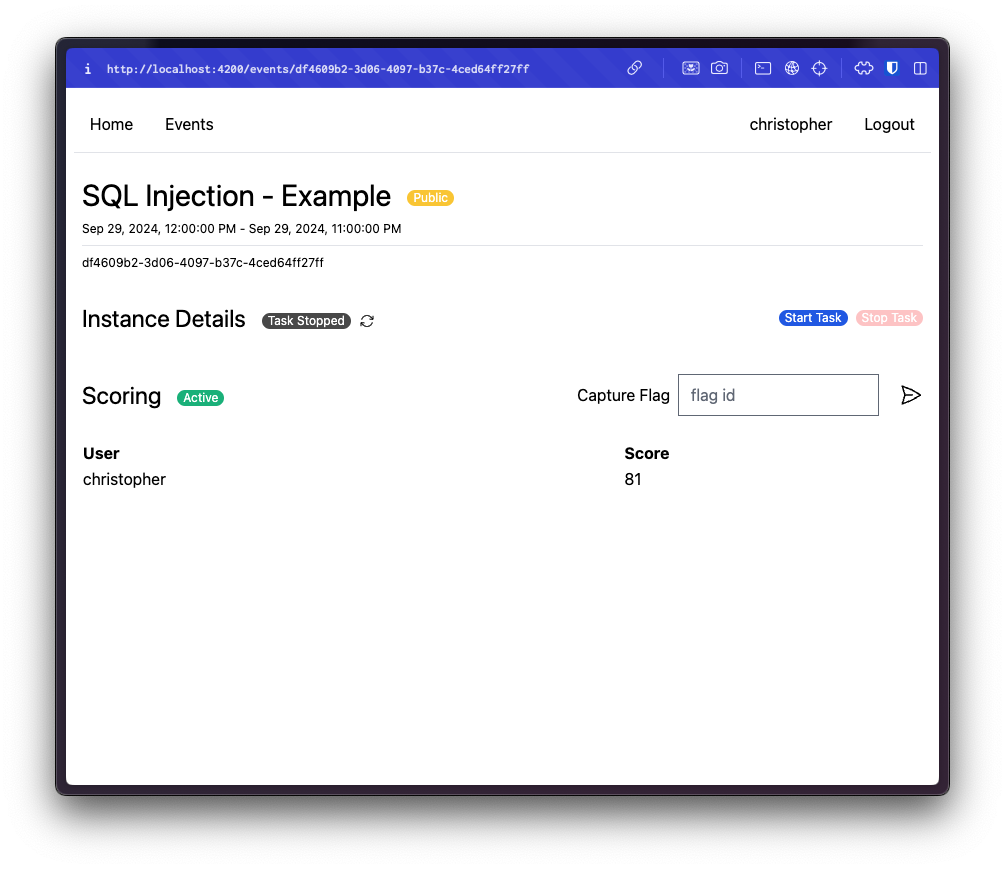 i http://localhost:4200/events/df4609b2-3d06-4097-b37c-4ced64ff27ff
Home Events christopher Logout
SQL Injection - Example Public
Sep 29, 2024, 12:00:00 PM - Sep 29, 2024, 11:00:00 PM
df4609b2-3d06-4097-b37c-4ced64ff27ff
Instance Details Task Stopped Start Task Stop Task
Scoring Active Capture Flag flag id
User Score
christopher 81